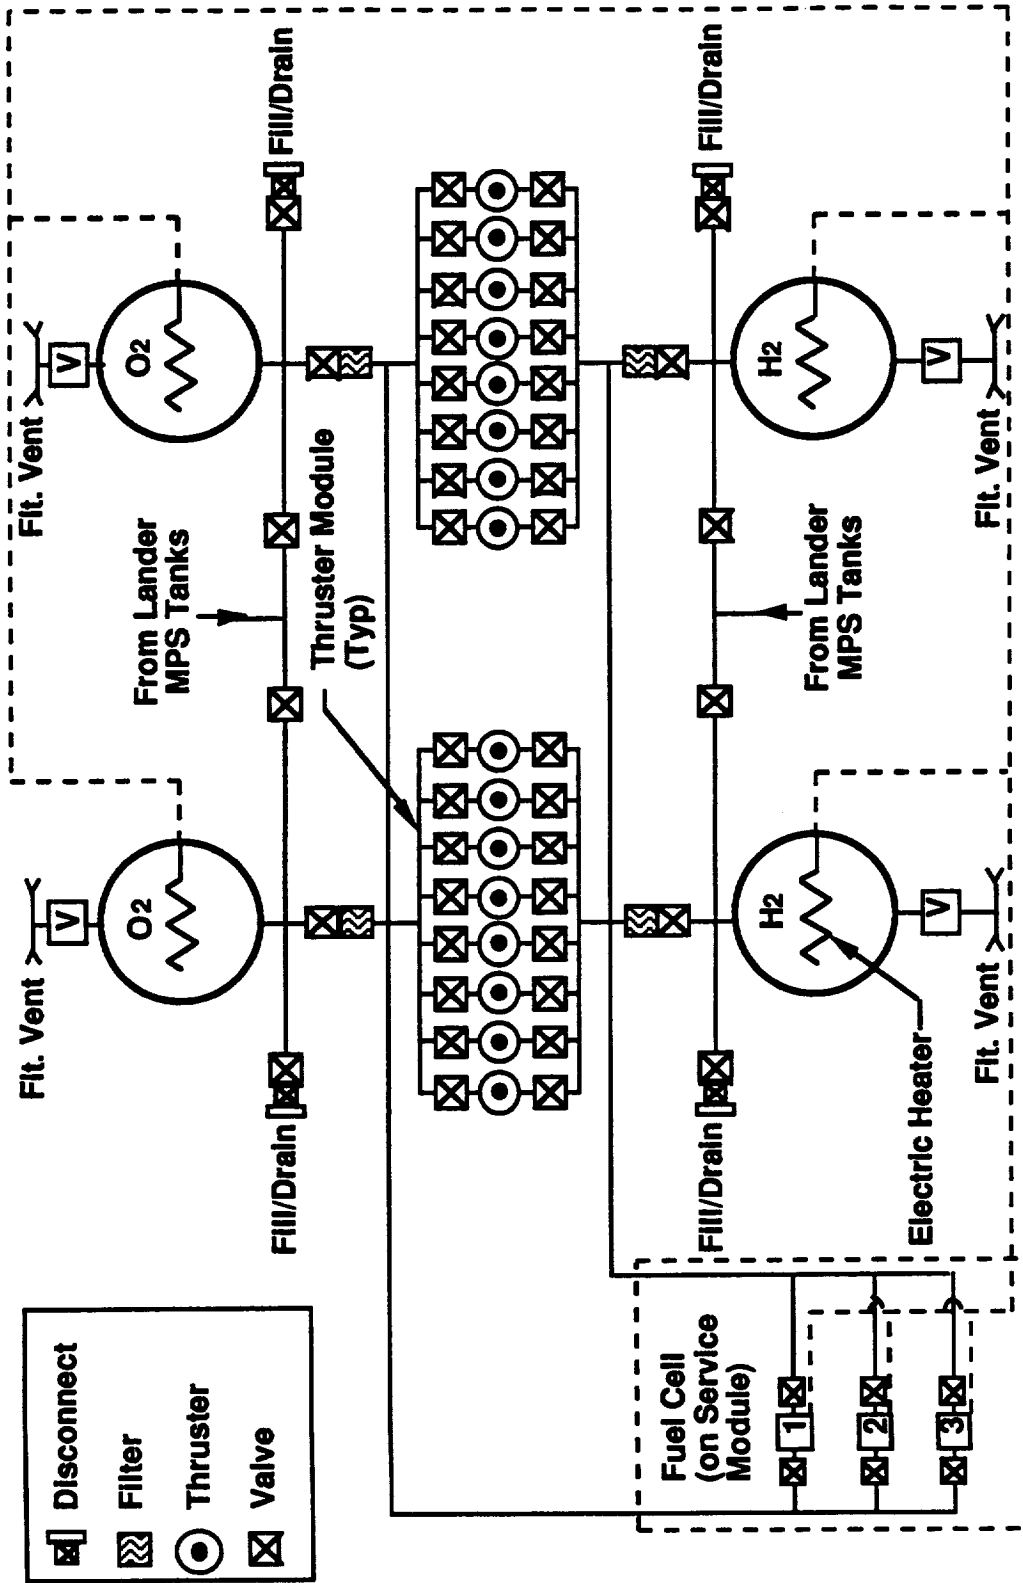 Disconnect
Filter
Thruster
Valve
Flt. Vent
V
Flt. Vent
V
O2
O2
From Lander
MPS Tanks
Fill/Drain
Fill/Drain
Thruster Module
(Typ)
Fuel Cell
(on Service
Module)
1
2
3
Fill/Drain
Fill/Drain
H2
H2
From Lander
MPS Tanks
Electric Heater
V
V
Flt. Vent
Flt. Vent